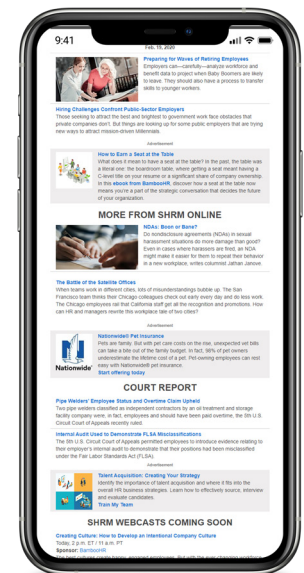 9:41
Feb. 19, 2020
Preparing for Waves of Retiring Employees
Employers can—carefully—analyze workforce and
benefit data to project when Baby Boomers are likely
to leave. They should also have a process to transfer
skills to younger workers.
Hiring Challenges Confront Public-Sector Employers
Those seeking to attract the best and brightest to government work face obstacles that
private companies don't. But things are looking up for some public employers that are trying
new ways to attract mission-driven Millennials.
Advertisement
How to Earn a Seat at the Table
What does it mean to have a seat at the table? In the past, the table was
a literal one: the boardroom table, where getting a seat meant having a
C-level title on your resume or a significant share of company ownership.
In this ebook from BambooHR, discover how a seat at the table now
means you're a part of the strategic conversation that decides the future
of your organization.
MORE FROM SHRM ONLINE
NDAs: Boon or Bane?
Do nondisclosure agreements (NDAs) in sexual
harassment situations do more damage than good?
Even in cases where harassers are fired, an NDA
might make it easier for them to repeat their behavior
in a new workplace, writes columnist Jathan Janove.
The Battle of the Satellite Offices
When teams work in different cities, lots of misunderstandings bubble up. The San
Francisco team thinks their Chicago colleagues check out early every day and do less work.
The Chicago employees rail that California staff get all the recognition and promotions. How
can HR and managers rewrite this workplace tale of two cities?
Advertisement
Nationwide® Pet Insurance
Pets are family. But with pet care costs on the rise, unexpected vet bills
can take a bite out of the family budget. In fact, 98% of pet owners
underestimate the lifetime cost of a pet. Pet-owning employees can rest
easy with Nationwide® pet insurance.
Start offering today
Nationwide
COURT REPORT
Pipe Welders' Employee Status and Overtime Claim Upheld
Two pipe welders classified as independent contractors by an oil treatment and storage
facility company were, in fact, employees and should have been paid overtime, the 5th U.S.
Circuit Court of Appeals recently ruled.
Internal Audit Used to Demonstrate FLSA Misclassifications
The 9th U.S. Circuit Court of Appeals permitted employees to introduce evidence relating to
their employer's internal audit to demonstrate that their positions had been misclassified
under the Fair Labor Standards Act (FLSA).
Advertisement
Talent Acquisition: Creating Your Strategy
Identify the importance of talent acquisition and where it fits into the
overall HR business strategies. Learn how to effectively source, interview
and evaluate candidates.
Train My Team
SHRM WEBCASTS COMING SOON
Creating Culture: How to Develop an Intentional Company Culture
Today, 2 p.m. ET / 11 a.m. PT
Sponsor: BambooHR
The best cultures create happy, engaged employees. But with the ever-changing workforce